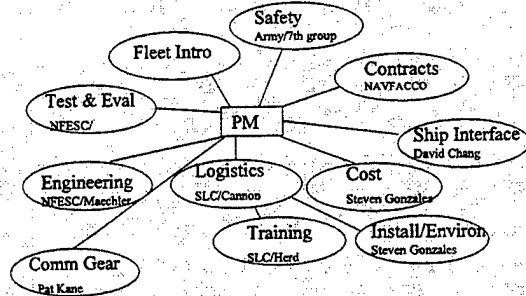 Safety
Army/7th group
Fleet Intro
Contracts
NAVFACCO
Test & Eval
NFESC/
PM
Ship Interface
David Chang
Engineering
NFESC/Maechler
Logistics
SLC/Cannon
Cost
Steven Gonzales
Training
SLC/Herd
Install/Environ
Steven Gonzales
Comm Gear
Pat Kane